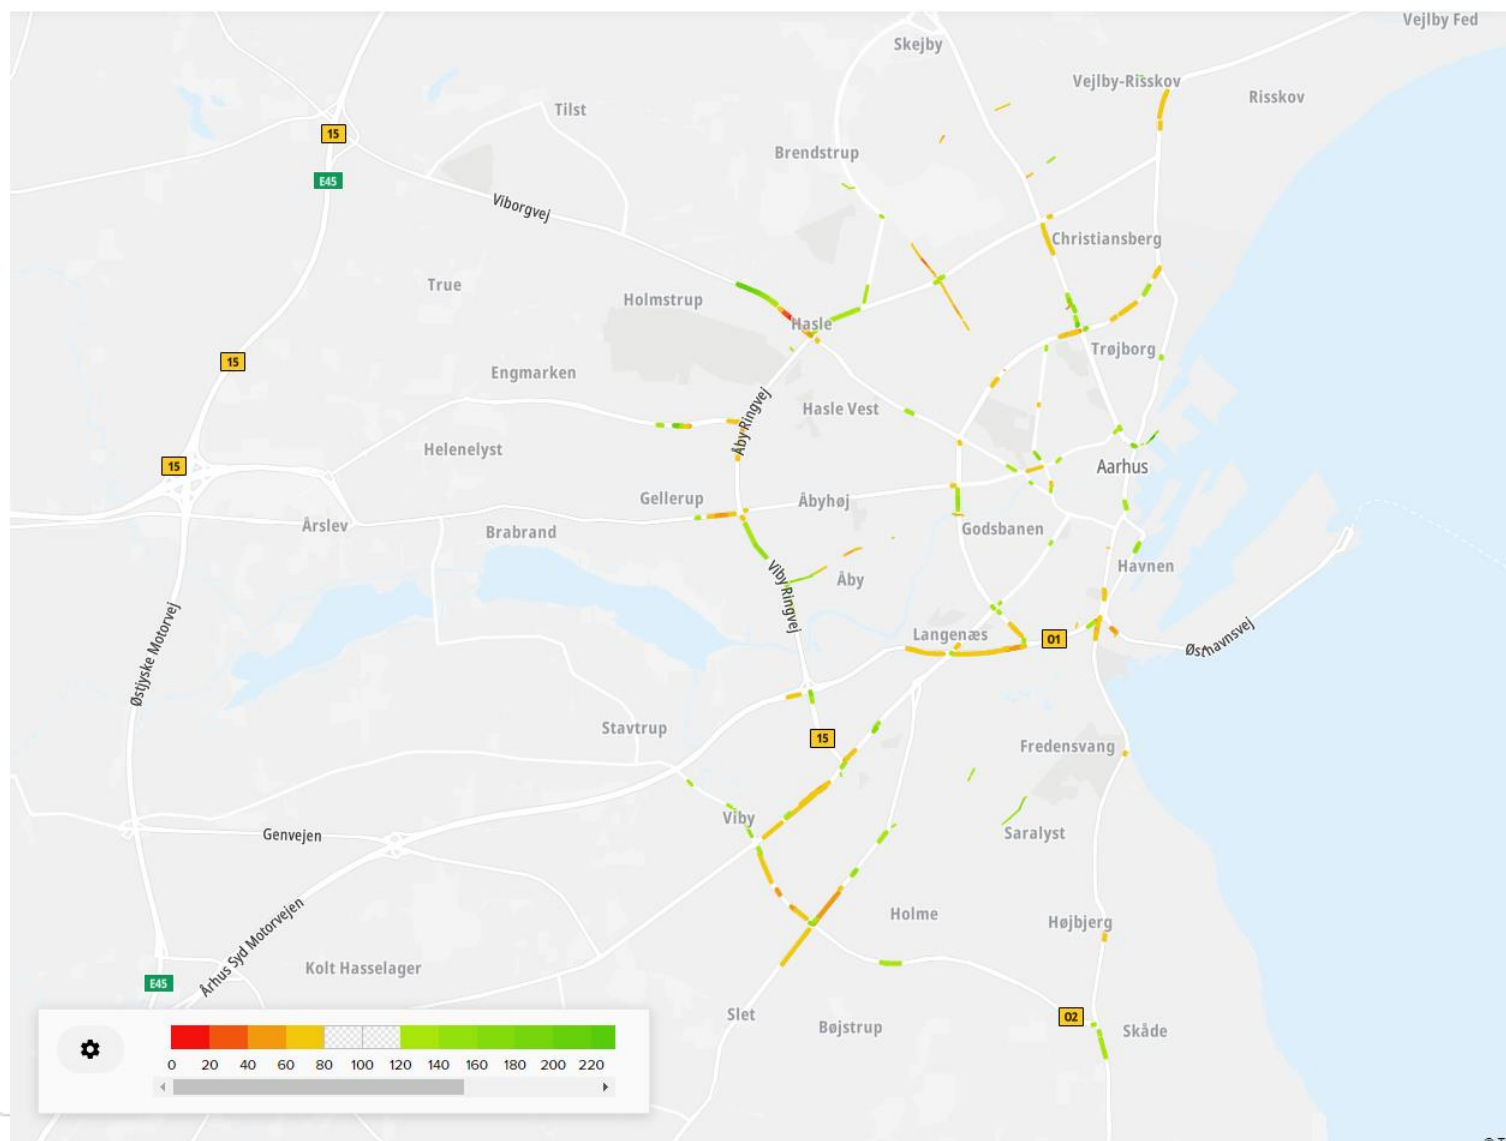 Vejlby Fed
Skejby
Vejlby-Risskov
Risskov
Tilst
15
Brendstrup
E45
Viborgvej
Christiansberg
True
Holmstrup
Hasle
Trøjborg
15
Engmarken
Åby Ringvej
Hasle Vest
Helenelyst
15
Aarhus
Gellerup
Åbyhøj
Årslev
Brabrand
Godsbanen
Havnen
Åby
Viby Ringvej
Østjyske Motorvej
Langenæs
01
Østhavnsvej
Stavtrup
15
Fredensvang
Viby
Genvejen
Saralyst
Holme
Højbjerg
Århus Syd Motorvejen
Kolt Hasselager
E45
Slet
Bøjstrup
02
Skåde
0 20 40 60 80 100 120 140 160 180 200 220